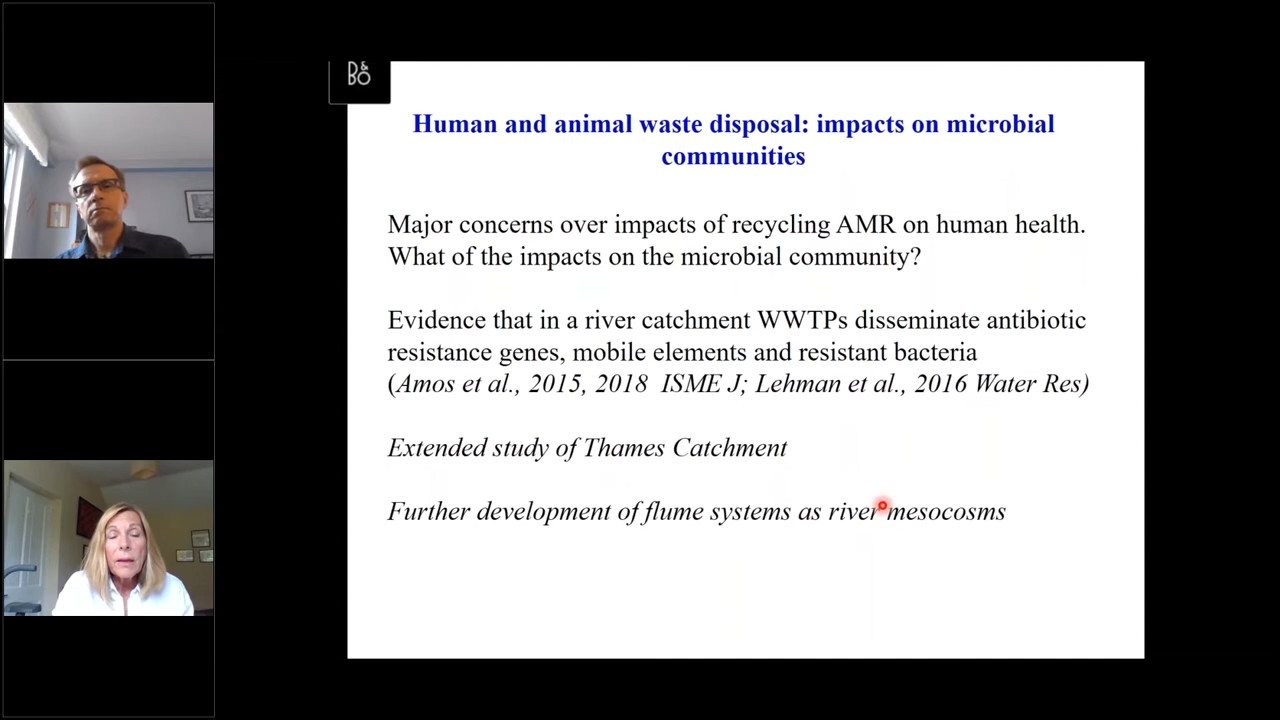 D&
BO
Human and animal waste disposal: impacts on microbial
communities
Major concerns over impacts of recycling AMR on human health.
What of the impacts on the microbial community?
Evidence that in a river catchment WWTPs disseminate antibiotic
resistance genes, mobile elements and resistant bacteria
(Amos et al., 2015, 2018 ISME J; Lehman et al., 2016 Water Res)
Extended study of Thames Catchment
Further development of flume systems as river mesocosms